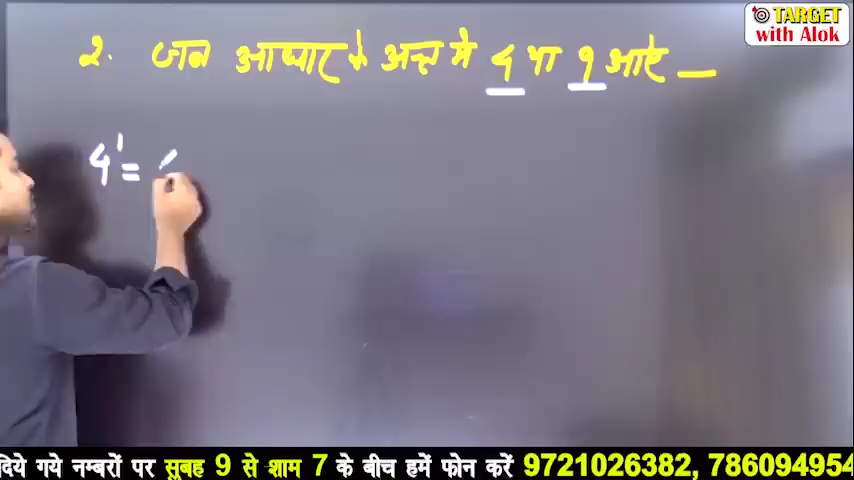 TARGET
with Alok
2. जब आधार के अन्त में 4 या 9 आए _
4¹ =
दिये गये नम्बरों पर सुबह 9 से शाम 7 के बीच हमें फोन करें 9721026382, 786094954